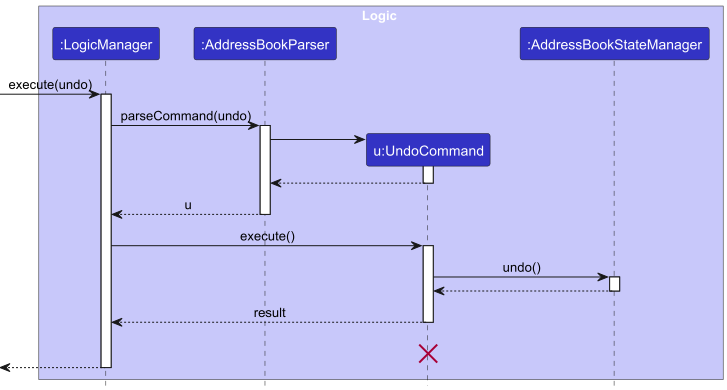 Logic
:LogicManager
:AddressBookParser
:AddressBookStateManager
execute(undo)
parseCommand(undo)
u:UndoCommand
u
execute()
undo()
result